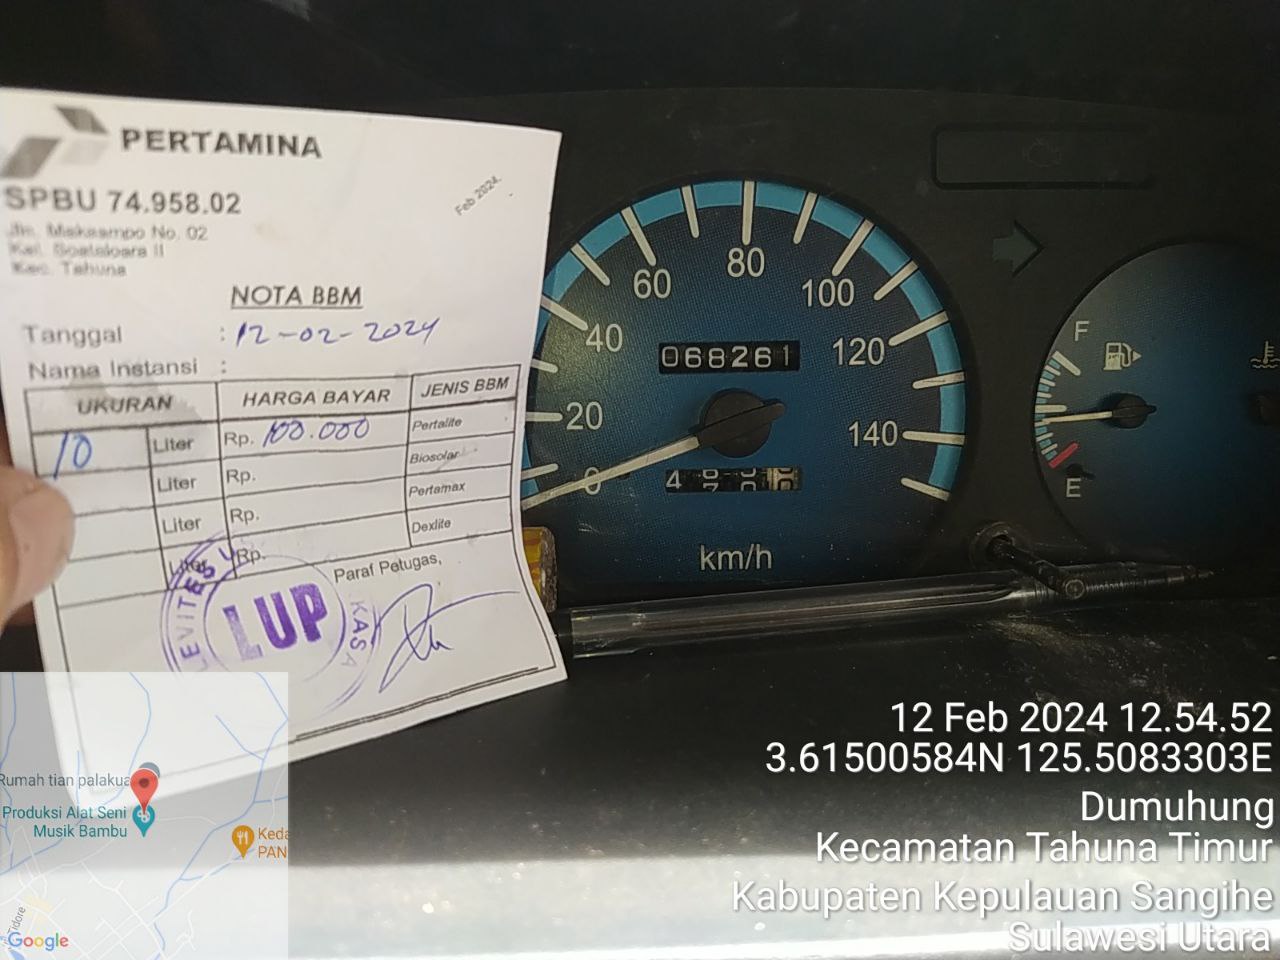 PERTAMINA
SPBU 74.958.02
Jln. Makaampo No. 02
Kel. Soataloara II
Kec. Tahuna
Feb 2024.
NOTA BBM
Tanggal : 12-02-2024
Nama Instansi :
UKURAN HARGA BAYAR JENIS BBM
10 Liter Rp. 100.000 Pertalite
Liter Rp. Biosolar
Liter Rp. Pertamax
Liter Rp. Dexlite
Paraf Petugas,
LUP
KASA
0 20 40 60 80 100 120 140
068261
km/h
F
E
12 Feb 2024 12.54.52
3.61500584N 125.5083303E
Dumuhung
Kecamatan Tahuna Timur
Kabupaten Kepulauan Sangihe
Sulawesi Utara
Rumah tian palakua
Produksi Alat Seni
Musik Bambu
Keda
PAN
Tidore
Google